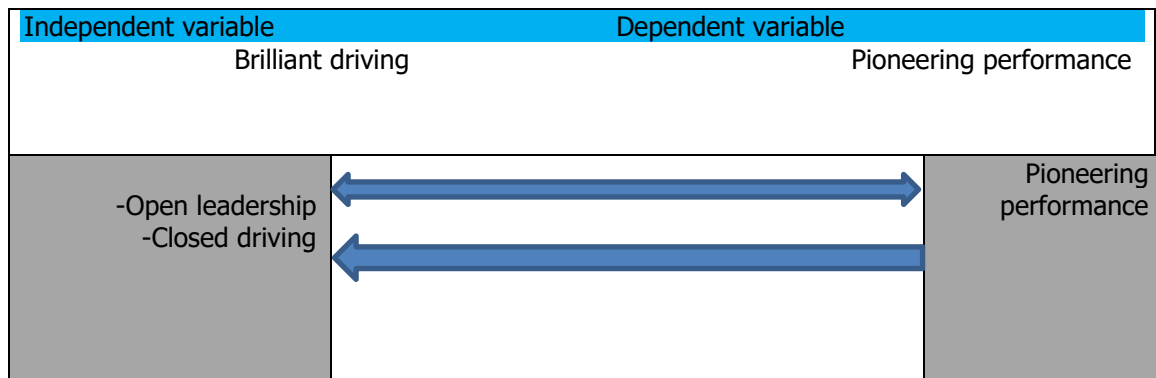 Independent variable Dependent variable
Brilliant driving Pioneering performance
-Open leadership
-Closed driving
Pioneering
performance